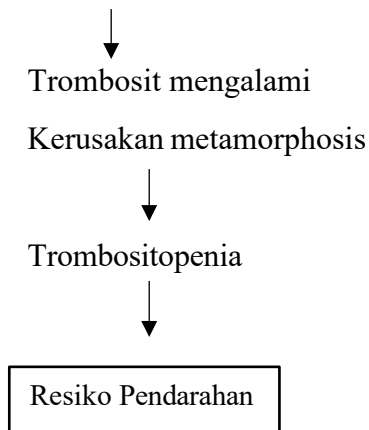 Trombosit mengalami
Kerusakan metamorphosis
Trombositopenia
Resiko Pendarahan